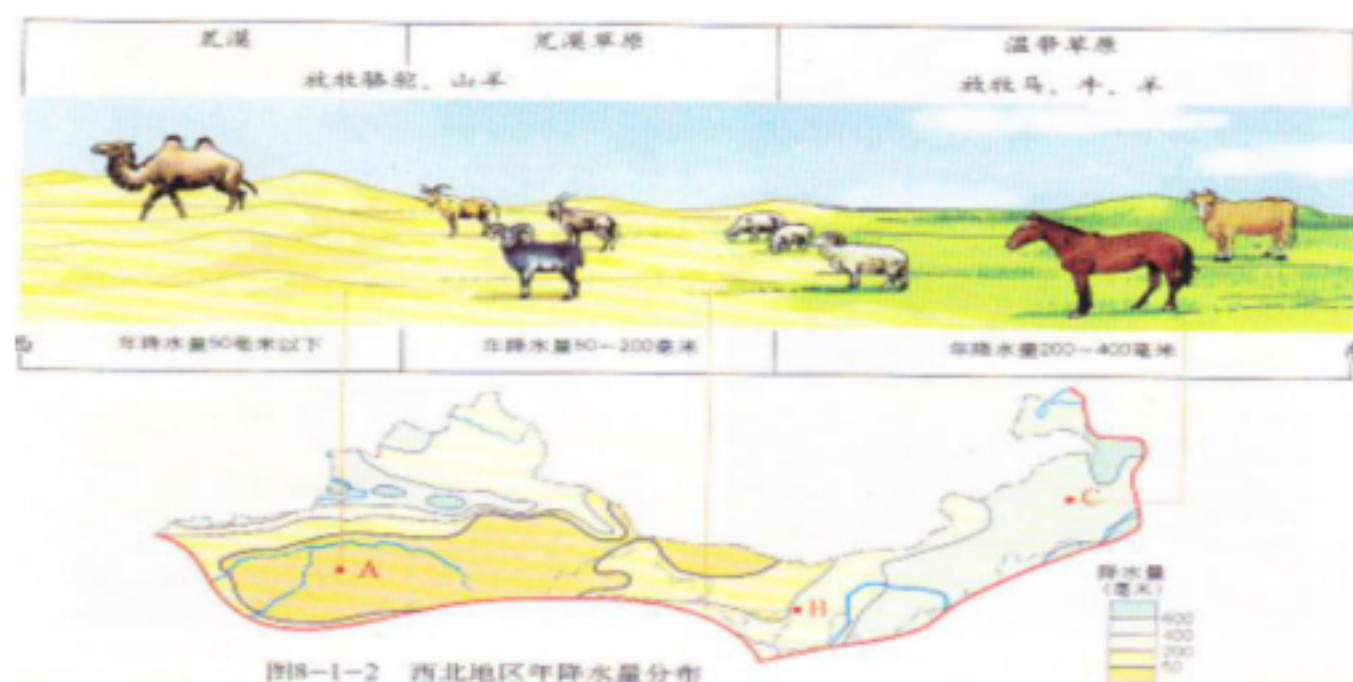 荒漠 荒漠草原 温带草原
放牧骆驼、山羊 放牧马、牛、羊
西 年降水量50毫米以下 年降水量50~200毫米 年降水量200~400毫米
A
B
C
降水量
(毫米)
800
400
200
50
图8-1-2 西北地区年降水量分布